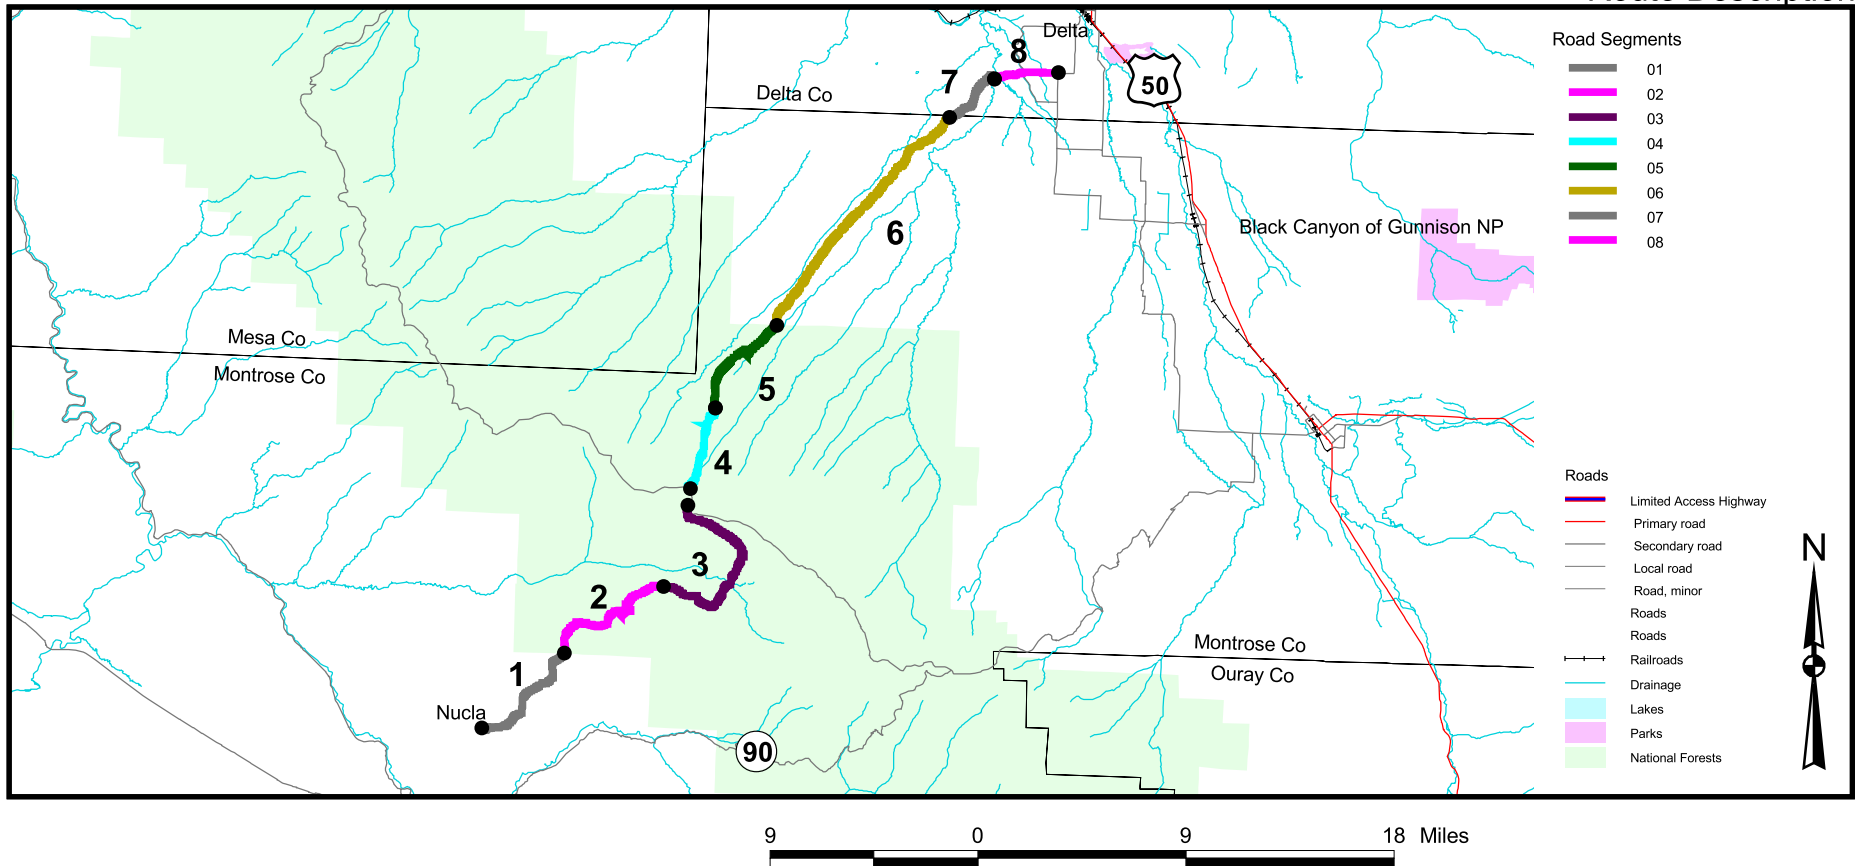 Route Description
Delta
8
7
50
Delta Co
6
Black Canyon of Gunnison NP
Mesa Co
Montrose Co
5
4
3
2
1
Nucla
90
Montrose Co
Ouray Co
Road Segments
01
02
03
04
05
06
07
08
Roads
Limited Access Highway
Primary road
Secondary road
Local road
Road, minor
Roads
Roads
Railroads
Drainage
Lakes
Parks
National Forests
N
9 0 9 18 Miles